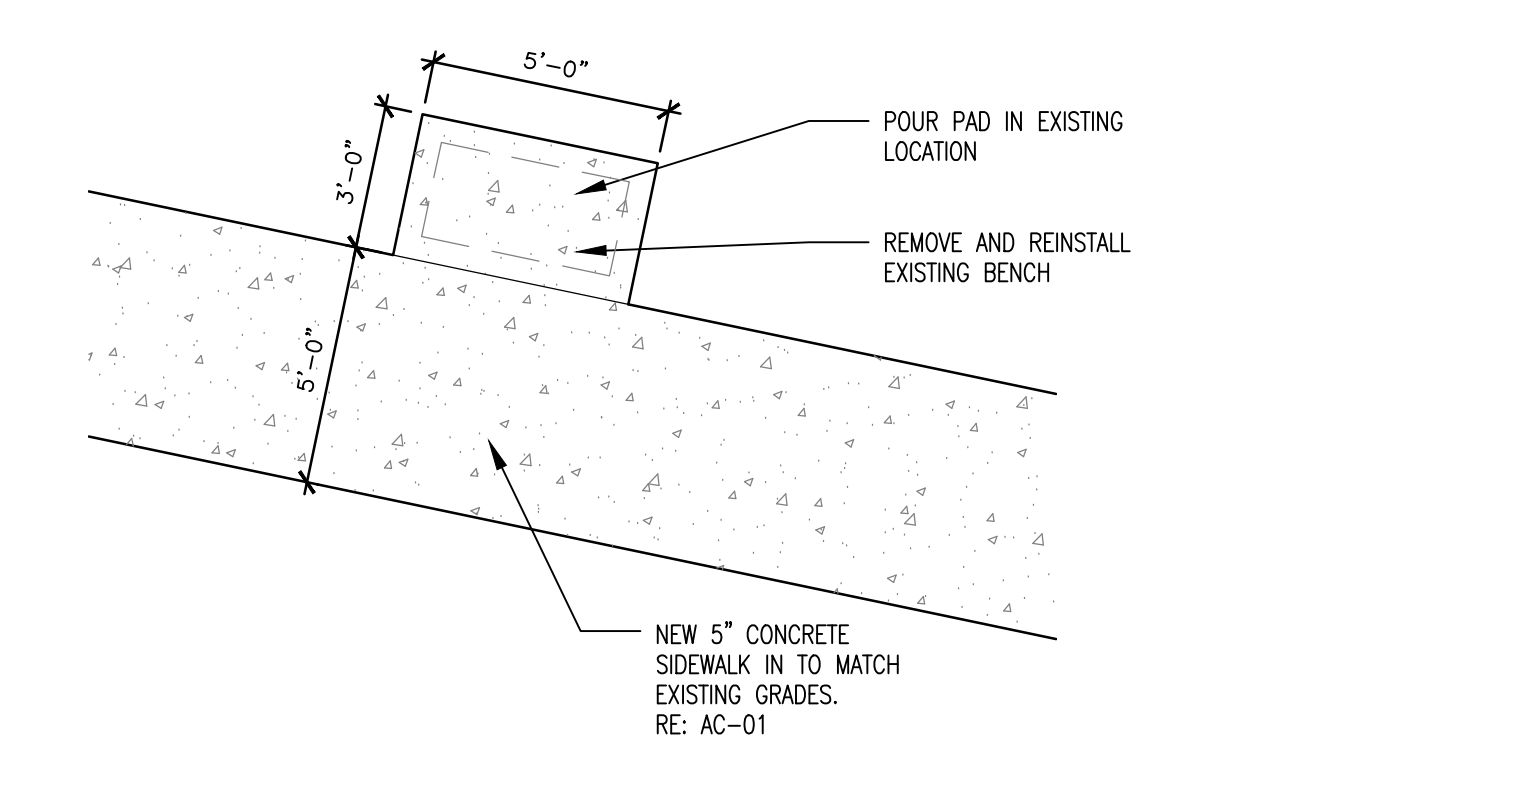 5'-0"
POUR PAD IN EXISTING
LOCATION
3'-0"
REMOVE AND REINSTALL
EXISTING BENCH
5'-0"
NEW 5" CONCRETE
SIDEWALK IN TO MATCH
EXISTING GRADES.
RE: AC-01